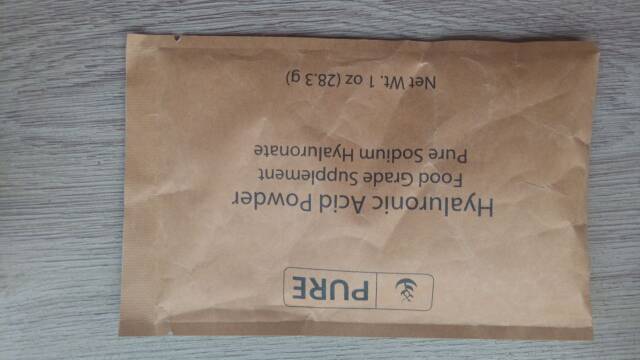 PURE
Hyaluronic Acid Powder
Food Grade Supplement
Pure Sodium Hyaluronate
Net Wt. 1 oz (28.3 g)